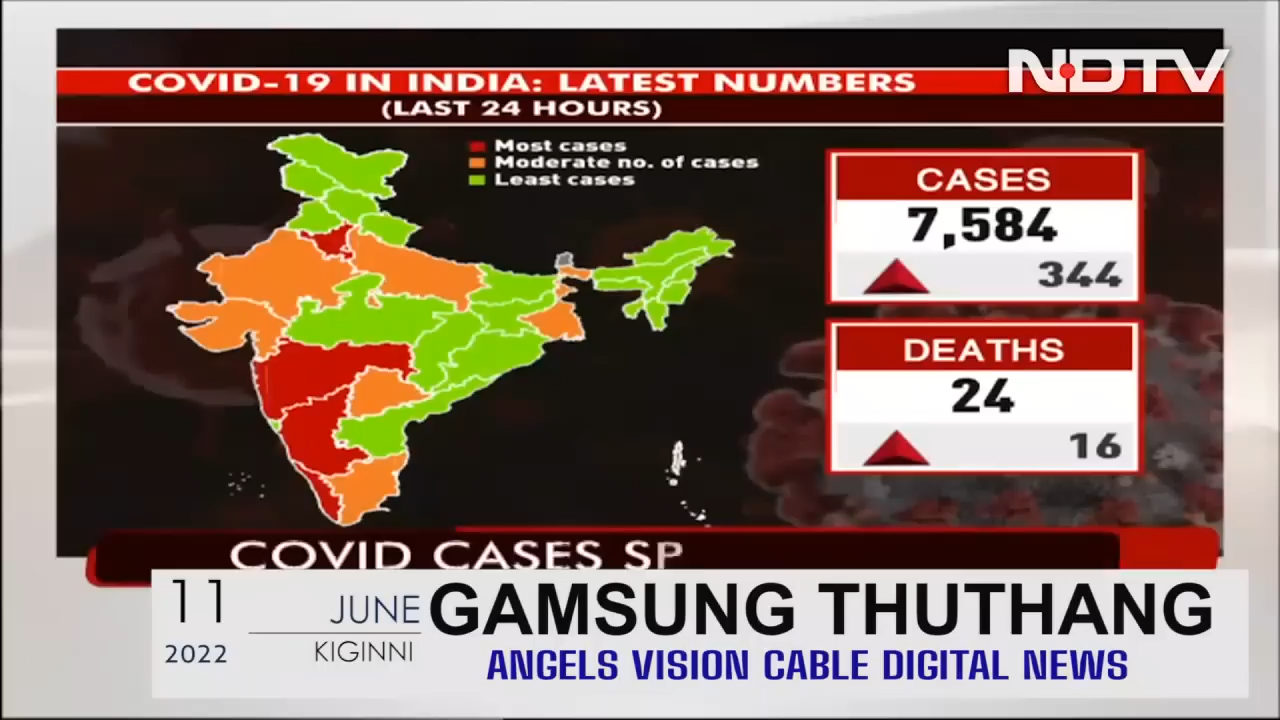 NDTV
COVID-19 IN INDIA: LATEST NUMBERS
(LAST 24 HOURS)
Most cases
Moderate no. of cases
Least cases
CASES
7,584
344
DEATHS
24
16
COVID CASES SP
11
2022
JUNE
KIGINNI
GAMSUNG THUTHANG
ANGELS VISION CABLE DIGITAL NEWS